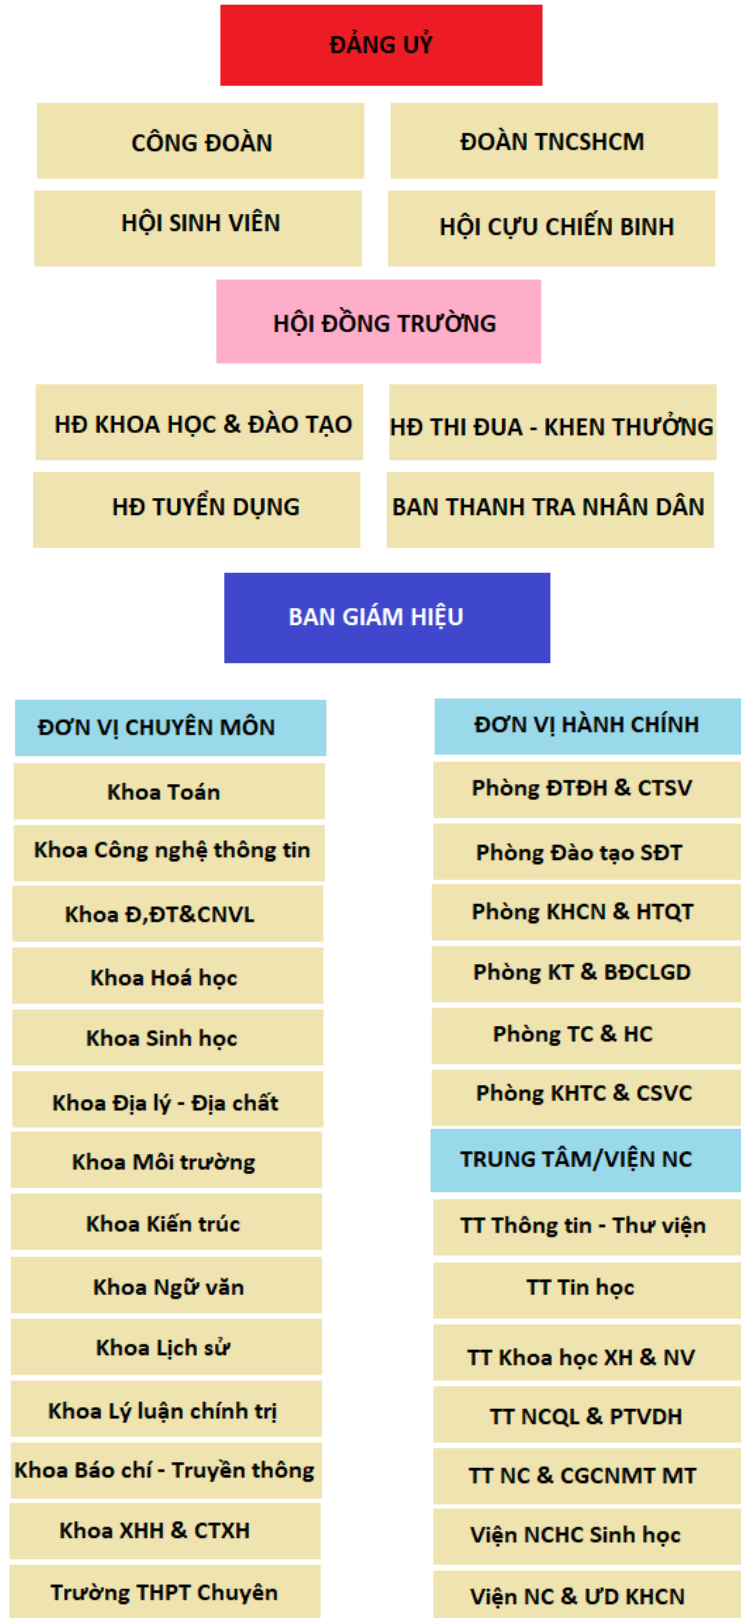 ĐẢNG UỶ
CÔNG ĐOÀN
ĐOÀN TNCSHCM
HỘI SINH VIÊN
HỘI CỰU CHIẾN BINH
HỘI ĐỒNG TRƯỜNG
HĐ KHOA HỌC & ĐÀO TẠO
HĐ THI ĐUA - KHEN THƯỞNG
HĐ TUYỂN DỤNG
BAN THANH TRA NHÂN DÂN
BAN GIÁM HIỆU
ĐƠN VỊ CHUYÊN MÔN
Khoa Toán
Khoa Công nghệ thông tin
Khoa Đ,ĐT&CNVL
Khoa Hoá học
Khoa Sinh học
Khoa Địa lý - Địa chất
Khoa Môi trường
Khoa Kiến trúc
Khoa Ngữ văn
Khoa Lịch sử
Khoa Lý luận chính trị
Khoa Báo chí - Truyền thông
Khoa XHH & CTXH
Trường THPT Chuyên
ĐƠN VỊ HÀNH CHÍNH
Phòng ĐTĐH & CTSV
Phòng Đào tạo SĐT
Phòng KHCN & HTQT
Phòng KT & BĐCLGD
Phòng TC & HC
Phòng KHTC & CSVC
TRUNG TÂM/VIỆN NC
TT Thông tin - Thư viện
TT Tin học
TT Khoa học XH & NV
TT NCQL & PTVDH
TT NC & CGCNMT MT
Viện NCHC Sinh học
Viện NC & ƯD KHCN